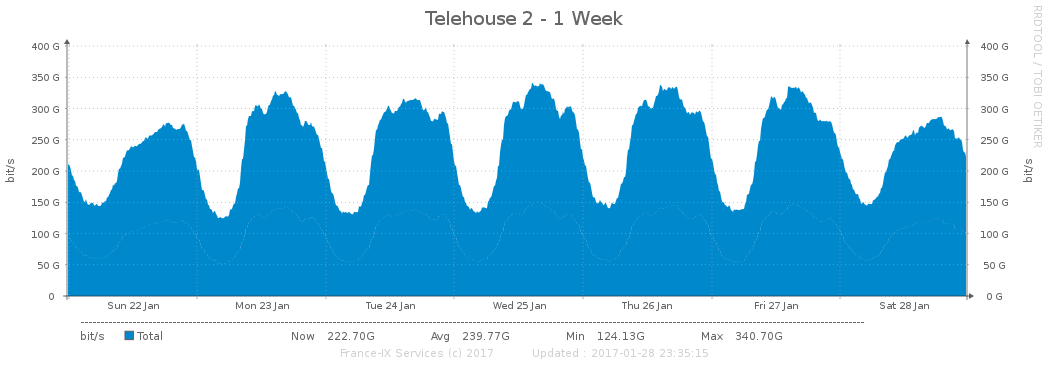 Telehouse 2 - 1 Week
RRDTOOL / TOBI OETIKER
400 G 400 G
350 G 350 G
300 G 300 G
250 G 250 G
200 G 200 G
150 G 150 G
100 G 100 G
50 G 50 G
0 0 G
bit/s bit/s
Sun 22 Jan Mon 23 Jan Tue 24 Jan Wed 25 Jan Thu 26 Jan Fri 27 Jan Sat 28 Jan
bit/s Total Now 222.70G Avg 239.77G Min 124.13G Max 340.70G
France-IX Services (c) 2017 Updated : 2017-01-28 23:35:15